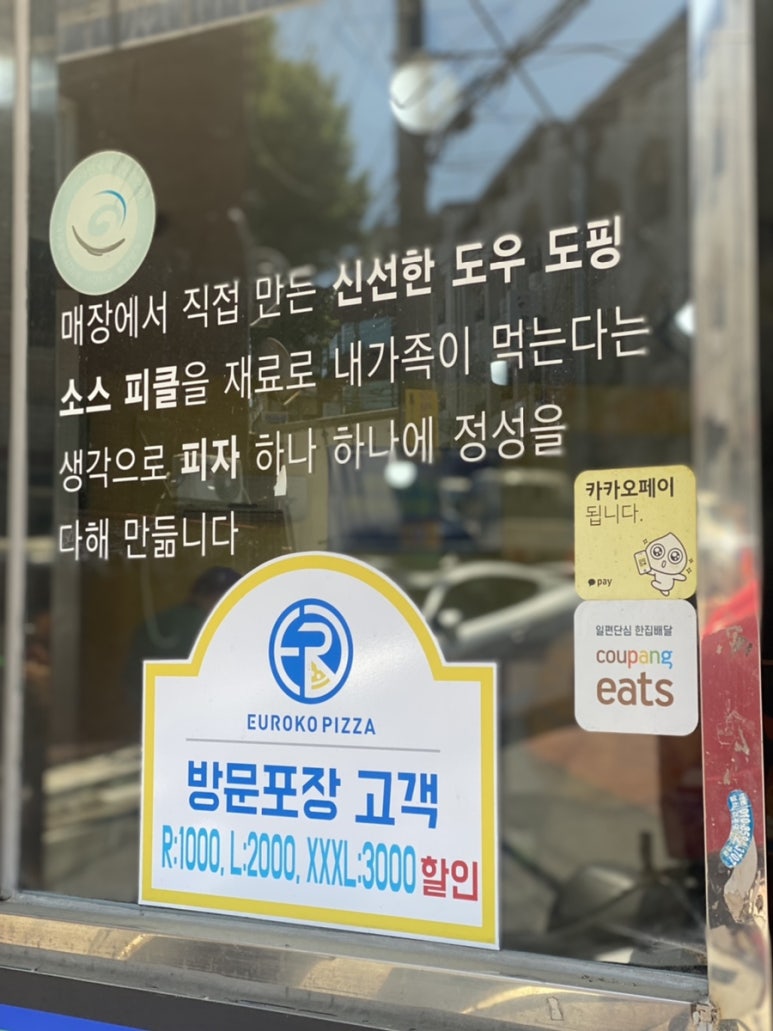 매장에서 직접 만든 신선한 도우 도핑
소스 피클을 재료로 내가족이 먹는다는
생각으로 피자 하나 하나에 정성을
다해 만듦니다
카카오페이
됩니다.
pay
일편단심 한집배달
coupang
eats
EUROKO PIZZA
방문포장 고객
R:1000, L:2000, XXXL:3000 할인